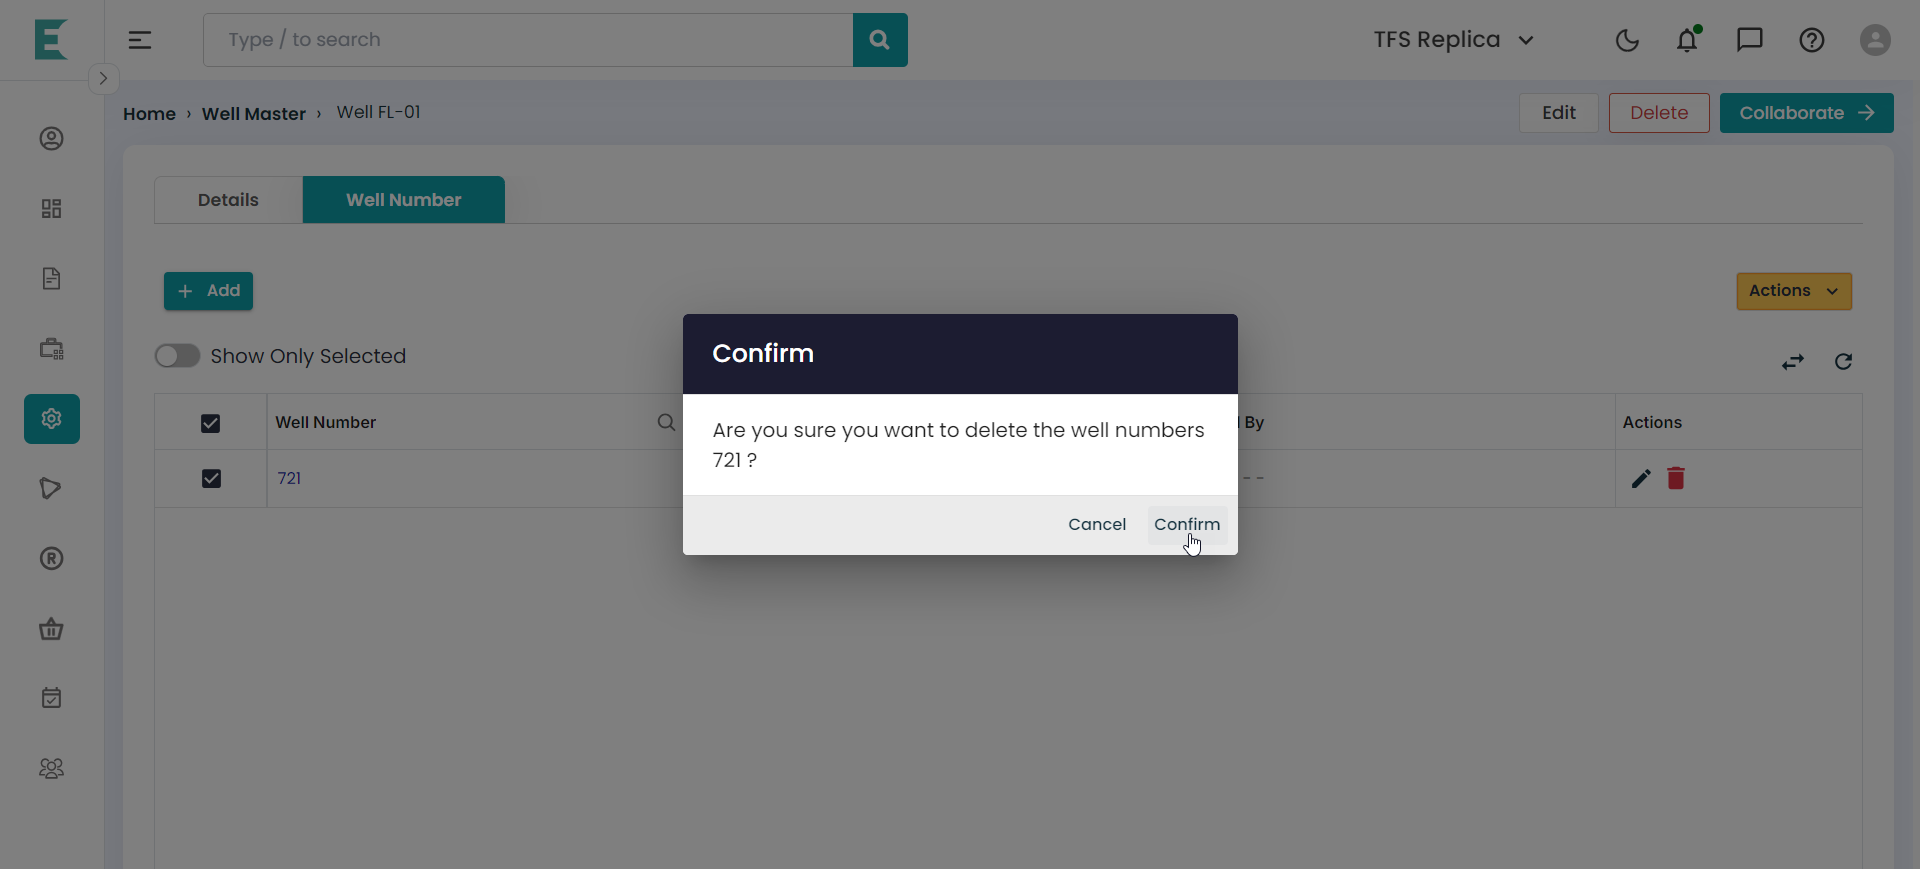 Type / to search
TFS Replica
Home › Well Master › Well FL-01
Edit
Delete
Collaborate
Details
Well Number
+ Add
Actions
Show Only Selected
Well Number
By
Actions
721
- -
Confirm
Are you sure you want to delete the well numbers
721 ?
Cancel
Confirm